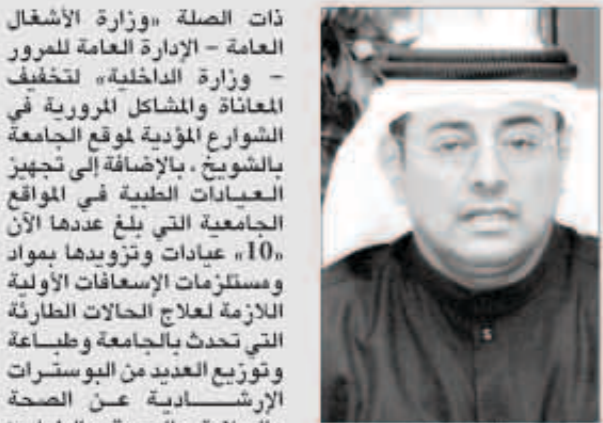 ذات الصلة «وزارة الأشغال
العامة – الإدارة العامة للمرور
– وزارة الداخلية» لتخفيف
المعاناة والمشاكل المرورية في
الشوارع المؤدية لموقع الجامعة
بالشويخ ، بالإضافة إلى تجهيز
العيادات الطبية في المواقع
الجامعية التي بلغ عددها الآن
«10» عيادات وتزويدها بمواد
ومستلزمات الإسعافات الأولية
اللازمة لعلاج الحالات الطارئة
التي تحدث بالجامعة وطباعة
وتوزيع العديد من البوسترات
الإرشادية عن الصحة